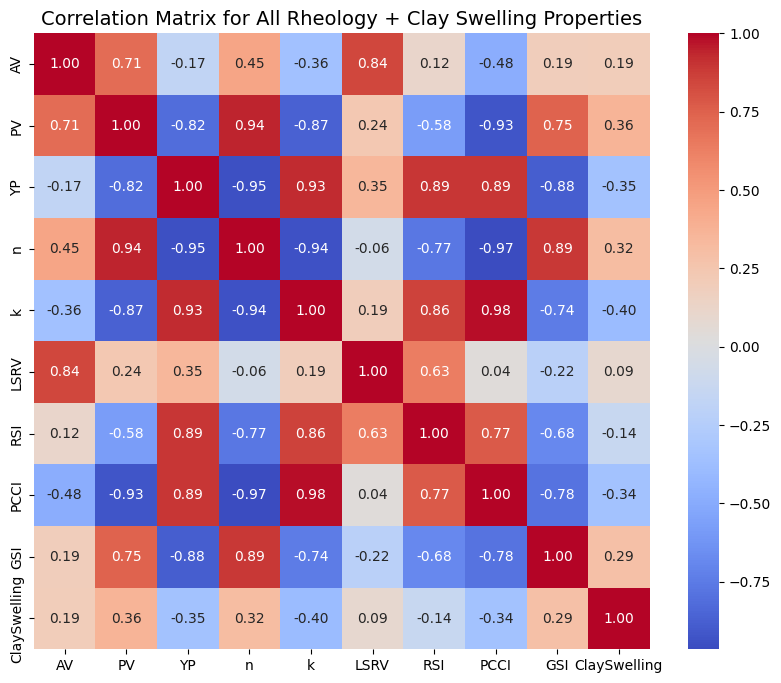 Correlation Matrix for All Rheology + Clay Swelling Properties
AV 1.00 0.71 -0.17 0.45 -0.36 0.84 0.12 -0.48 0.19 0.19
PV 0.71 1.00 -0.82 0.94 -0.87 0.24 -0.58 -0.93 0.75 0.36
YP -0.17 -0.82 1.00 -0.95 0.93 0.35 0.89 0.89 -0.88 -0.35
n 0.45 0.94 -0.95 1.00 -0.94 -0.06 -0.77 -0.97 0.89 0.32
k -0.36 -0.87 0.93 -0.94 1.00 0.19 0.86 0.98 -0.74 -0.40
LSRV 0.84 0.24 0.35 -0.06 0.19 1.00 0.63 0.04 -0.22 0.09
RSI 0.12 -0.58 0.89 -0.77 0.86 0.63 1.00 0.77 -0.68 -0.14
PCCI -0.48 -0.93 0.89 -0.97 0.98 0.04 0.77 1.00 -0.78 -0.34
GSI 0.19 0.75 -0.88 0.89 -0.74 -0.22 -0.68 -0.78 1.00 0.29
ClaySwelling 0.19 0.36 -0.35 0.32 -0.40 0.09 -0.14 -0.34 0.29 1.00
AV PV YP n k LSRV RSI PCCI GSI ClaySwelling
1.00
0.75
0.50
0.25
0.00
−0.25
−0.50
−0.75